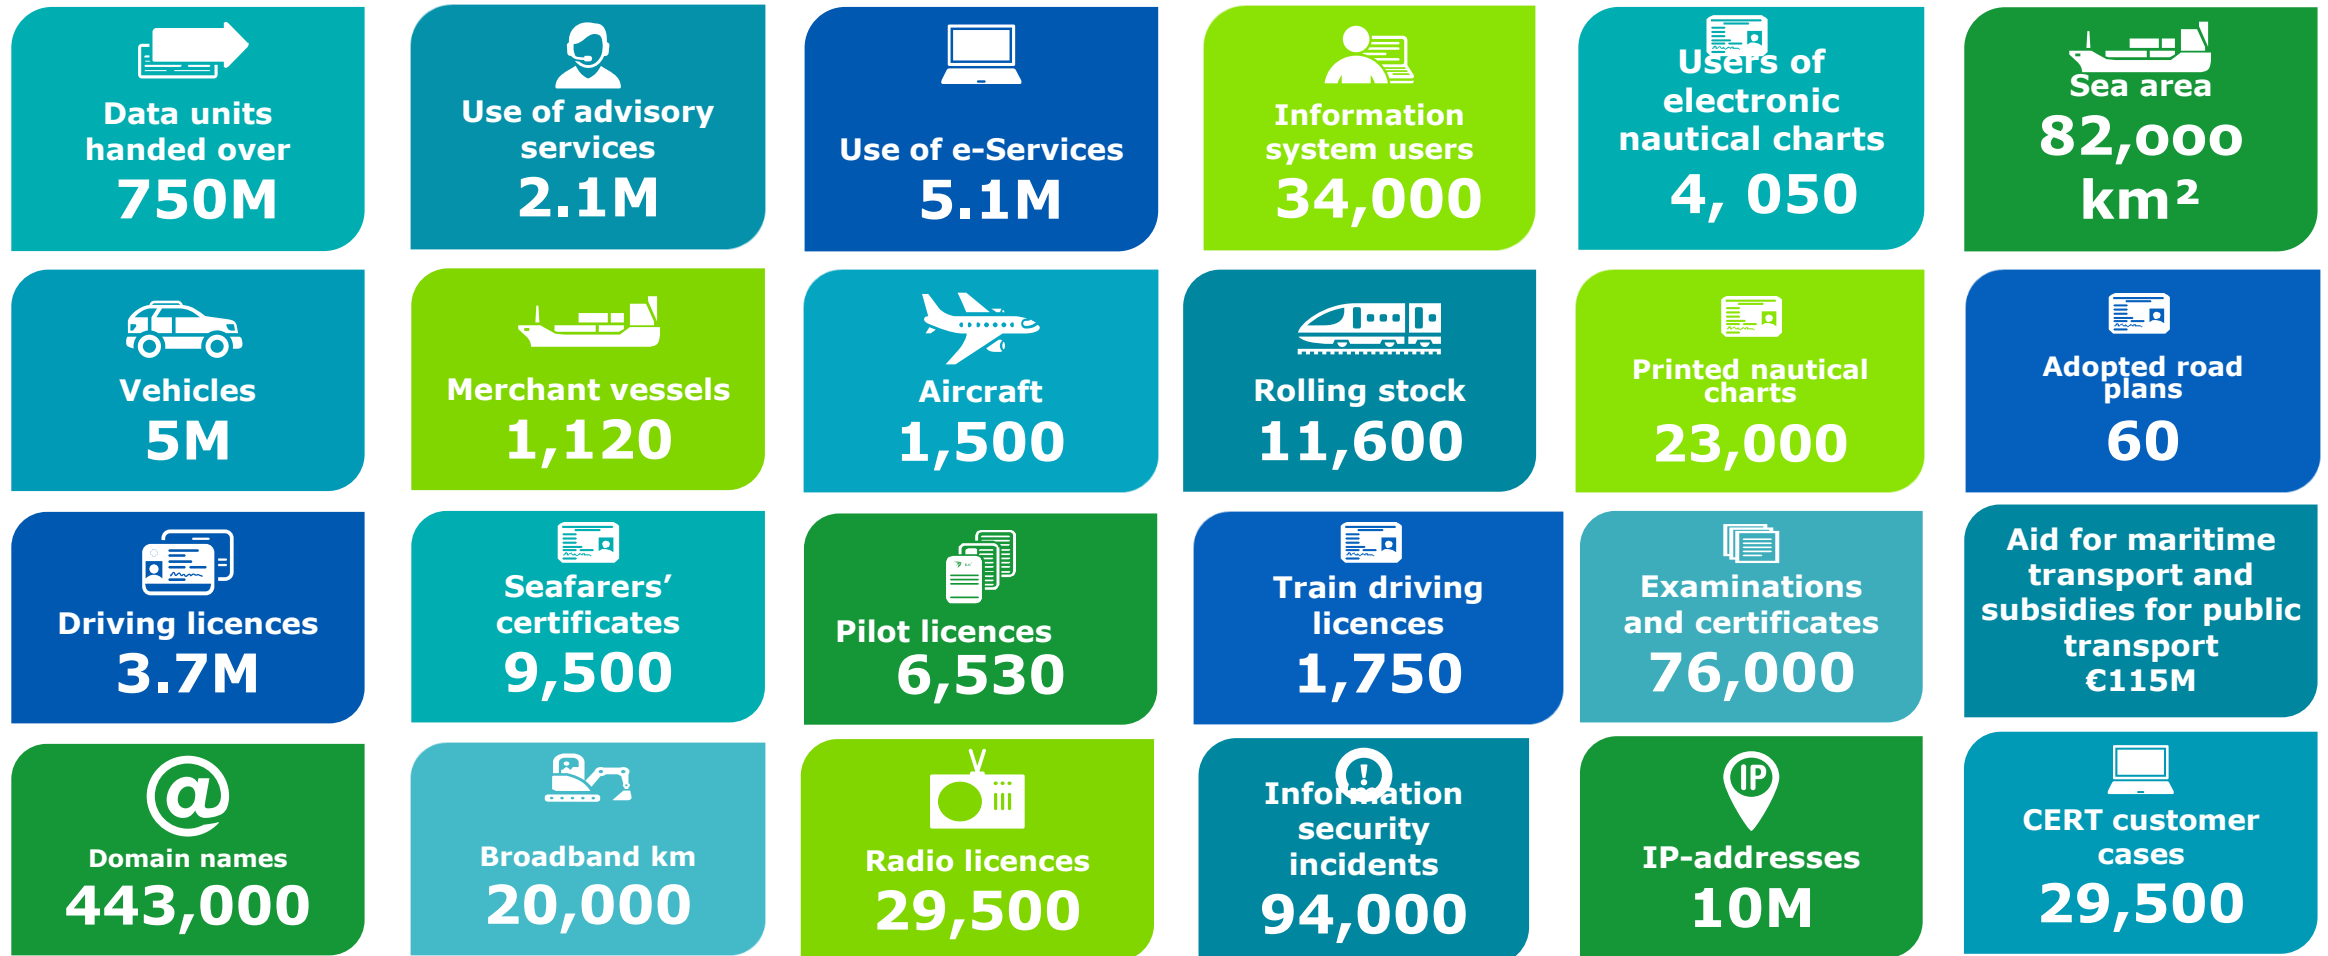 Data units
handed over
750M
Use of advisory
services
2.1M
Use of e-Services
5.1M
Information
system users
34,000
Users of
electronic
nautical charts
4, 050
Sea area
82,ooo
km²
Vehicles
5M
Merchant vessels
1,120
Aircraft
1,500
Rolling stock
11,600
Printed nautical
charts
23,000
Adopted road
plans
60
Driving licences
3.7M
Seafarers’
certificates
9,500
Pilot licences
6,530
Train driving
licences
1,750
Examinations
and certificates
76,000
Aid for maritime
transport and
subsidies for public
transport
€115M
@
Domain names
443,000
Broadband km
20,000
Radio licences
29,500
!
Information
security
incidents
94,000
IP
IP-addresses
10M
CERT customer
cases
29,500